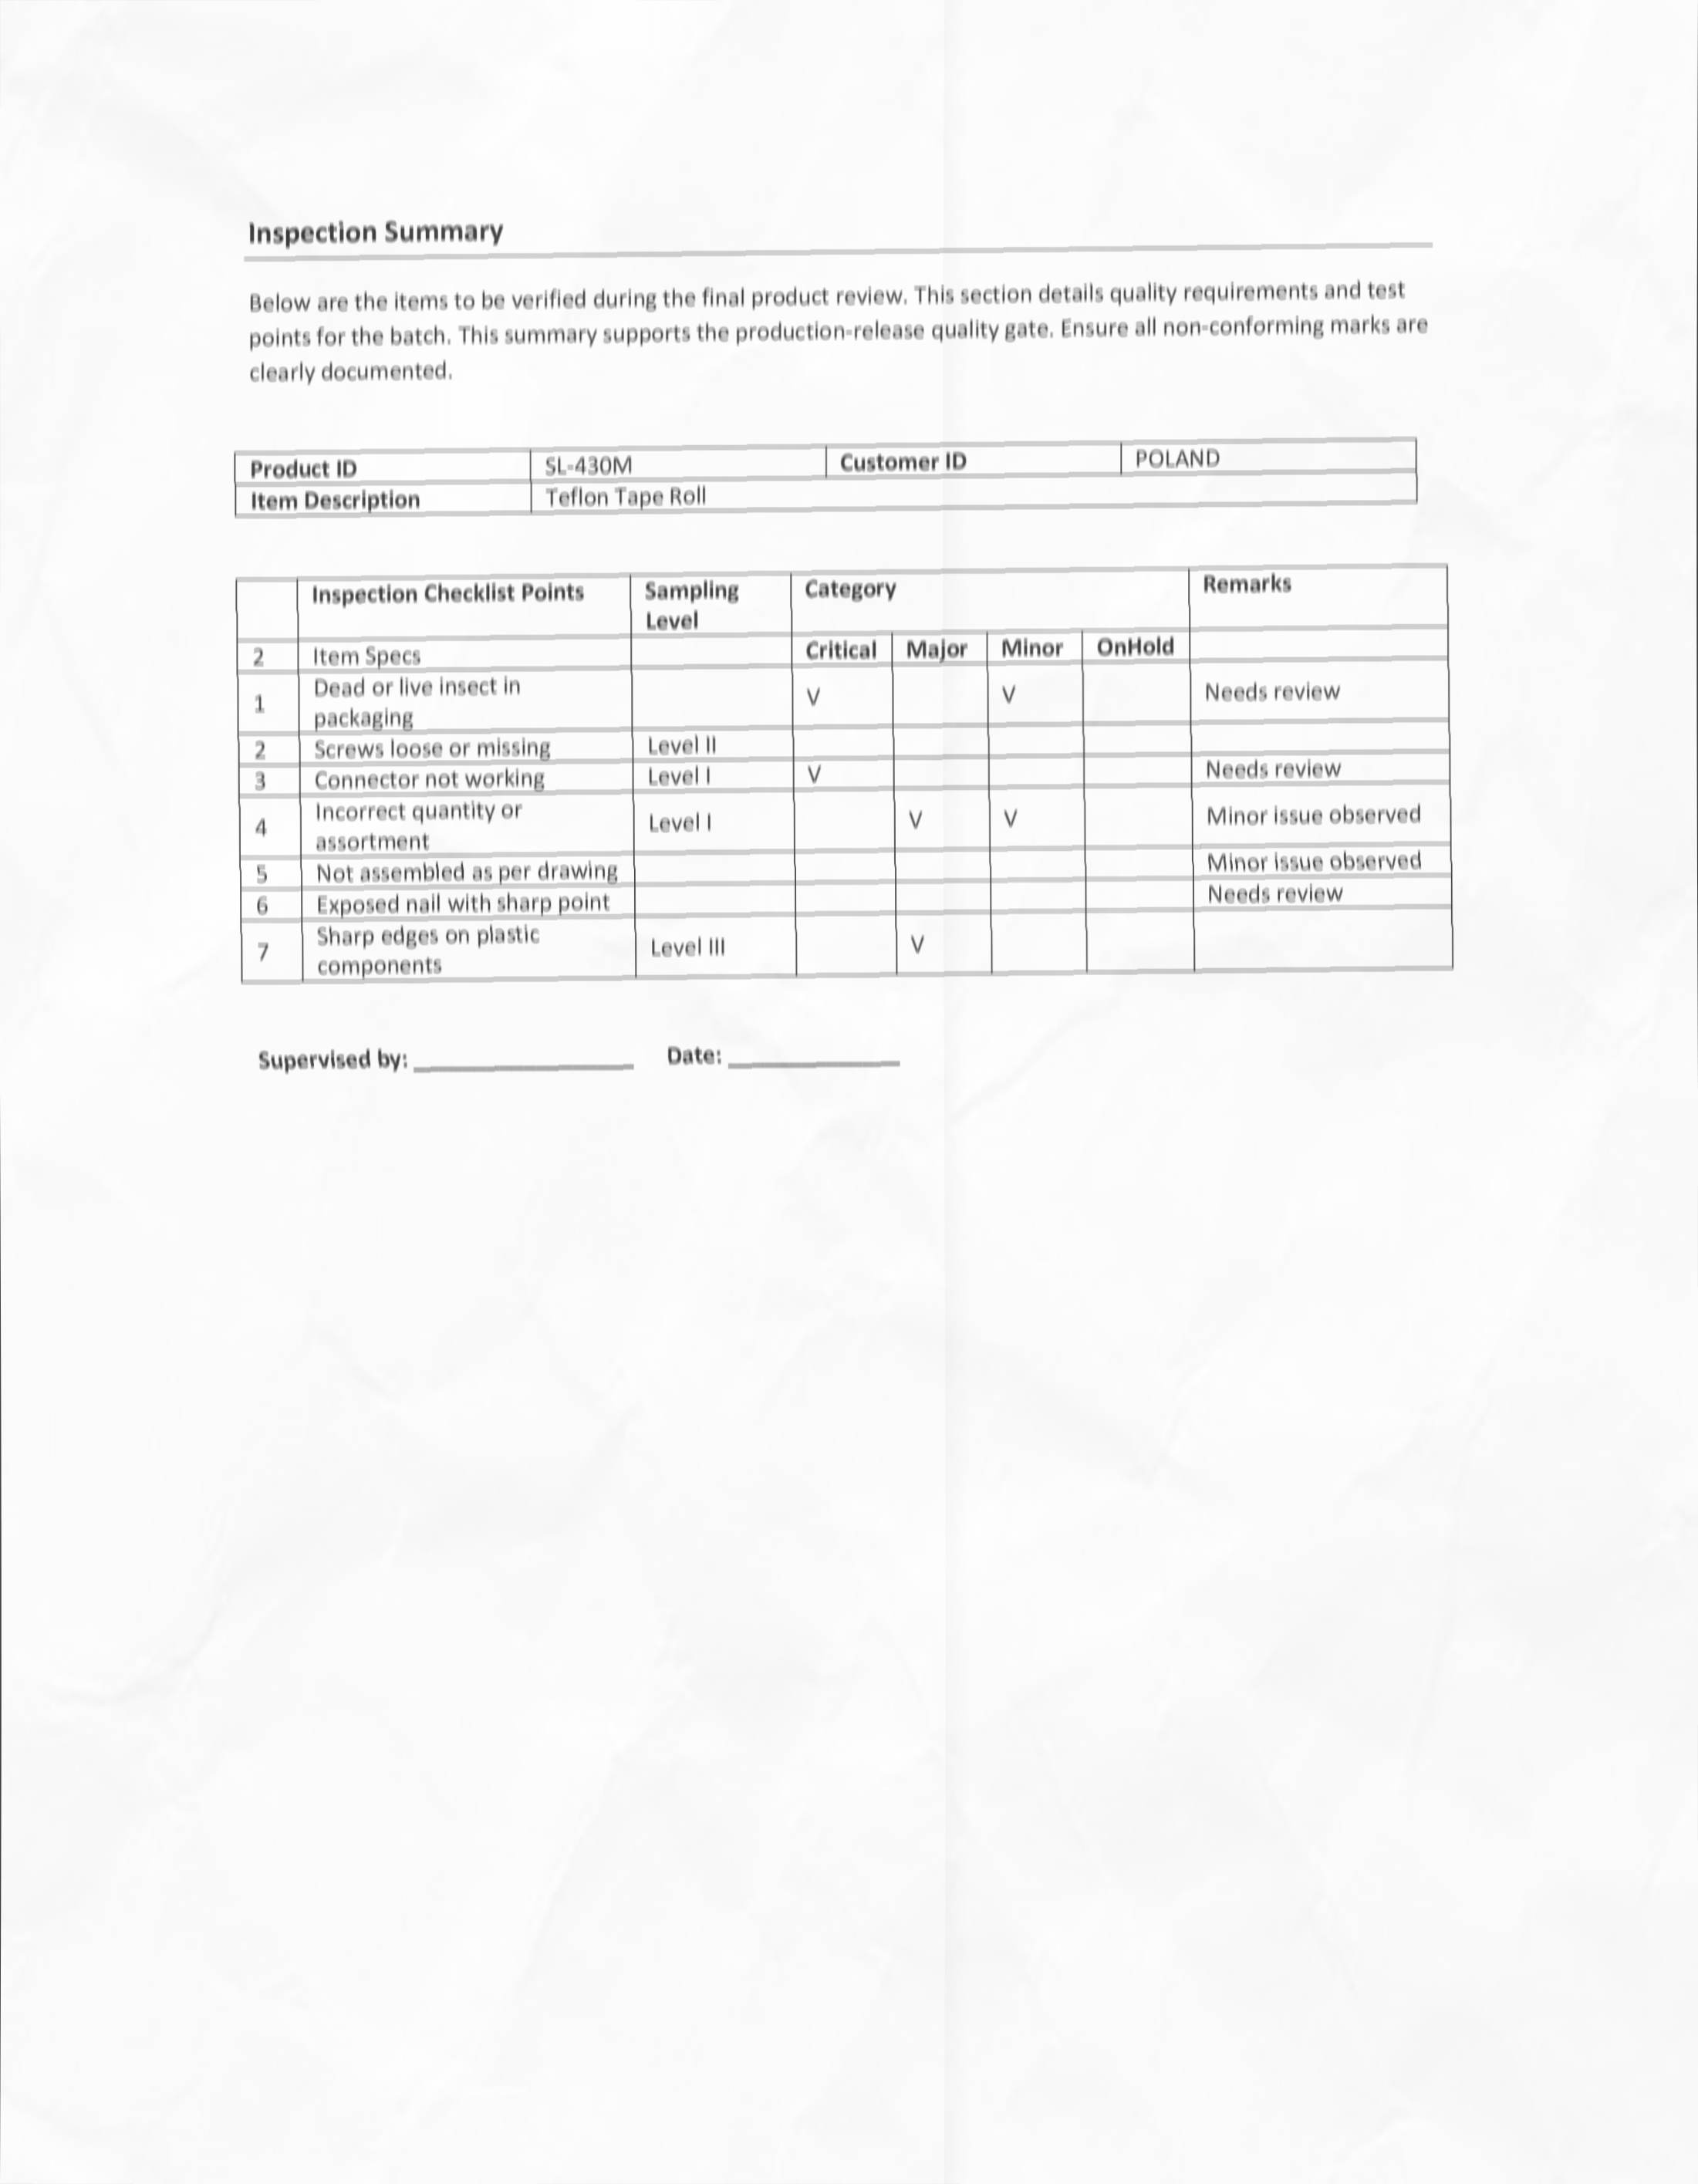 Inspection Summary
Below are the items to be verified during the final product review. This section details quality requirements and test
points for the batch. This summary supports the production-release quality gate. Ensure all non-conforming marks are
clearly documented.
Product ID SL-430M Customer ID POLAND
Item Description Teflon Tape Roll
Inspection Checklist Points Sampling Level Category Remarks
2 Item Specs Critical Major Minor OnHold
1 Dead or live insect in packaging V V Needs review
2 Screws loose or missing Level II
3 Connector not working Level I V Needs review
4 Incorrect quantity or assortment Level I V V Minor issue observed
5 Not assembled as per drawing Minor issue observed
6 Exposed nail with sharp point Needs review
7 Sharp edges on plastic components Level III V
Supervised by: Date: